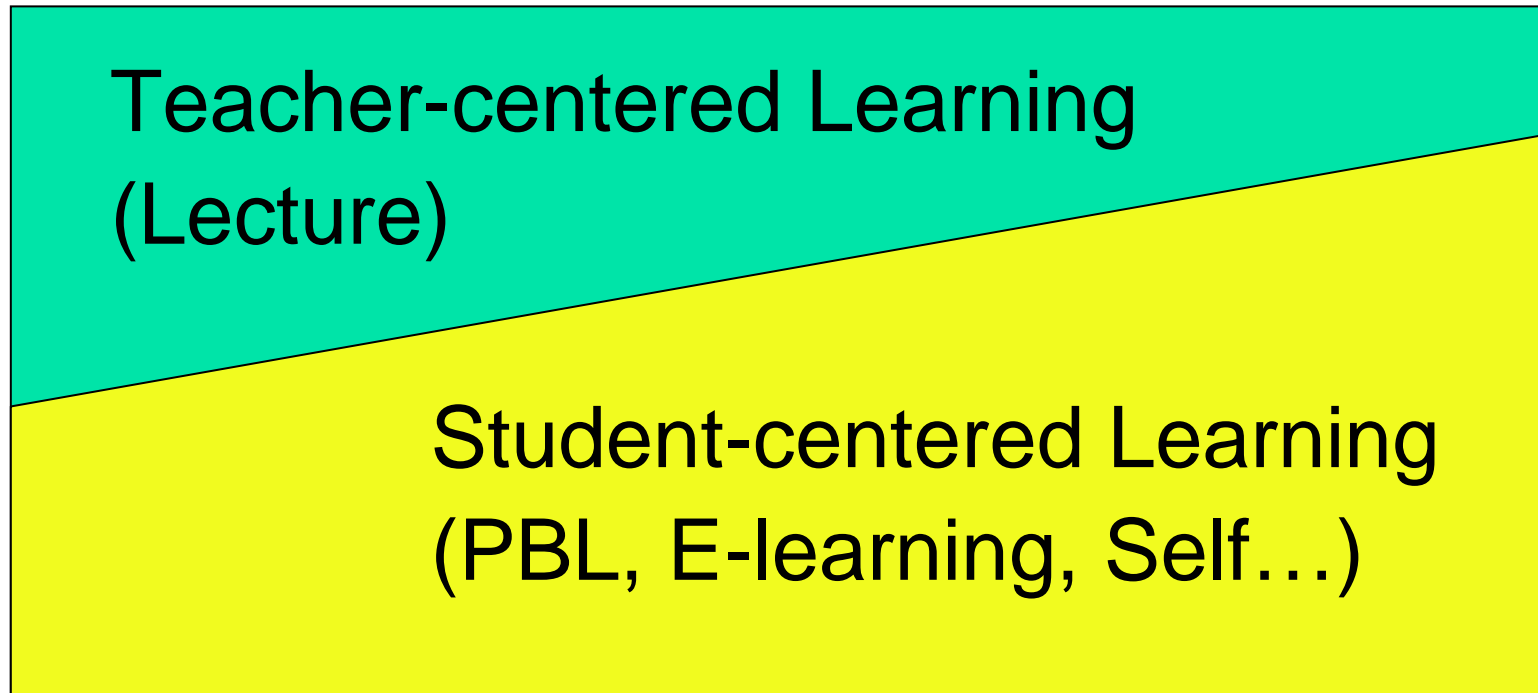 Teacher-centered Learning
(Lecture)
Student-centered Learning
(PBL, E-learning, Self…)